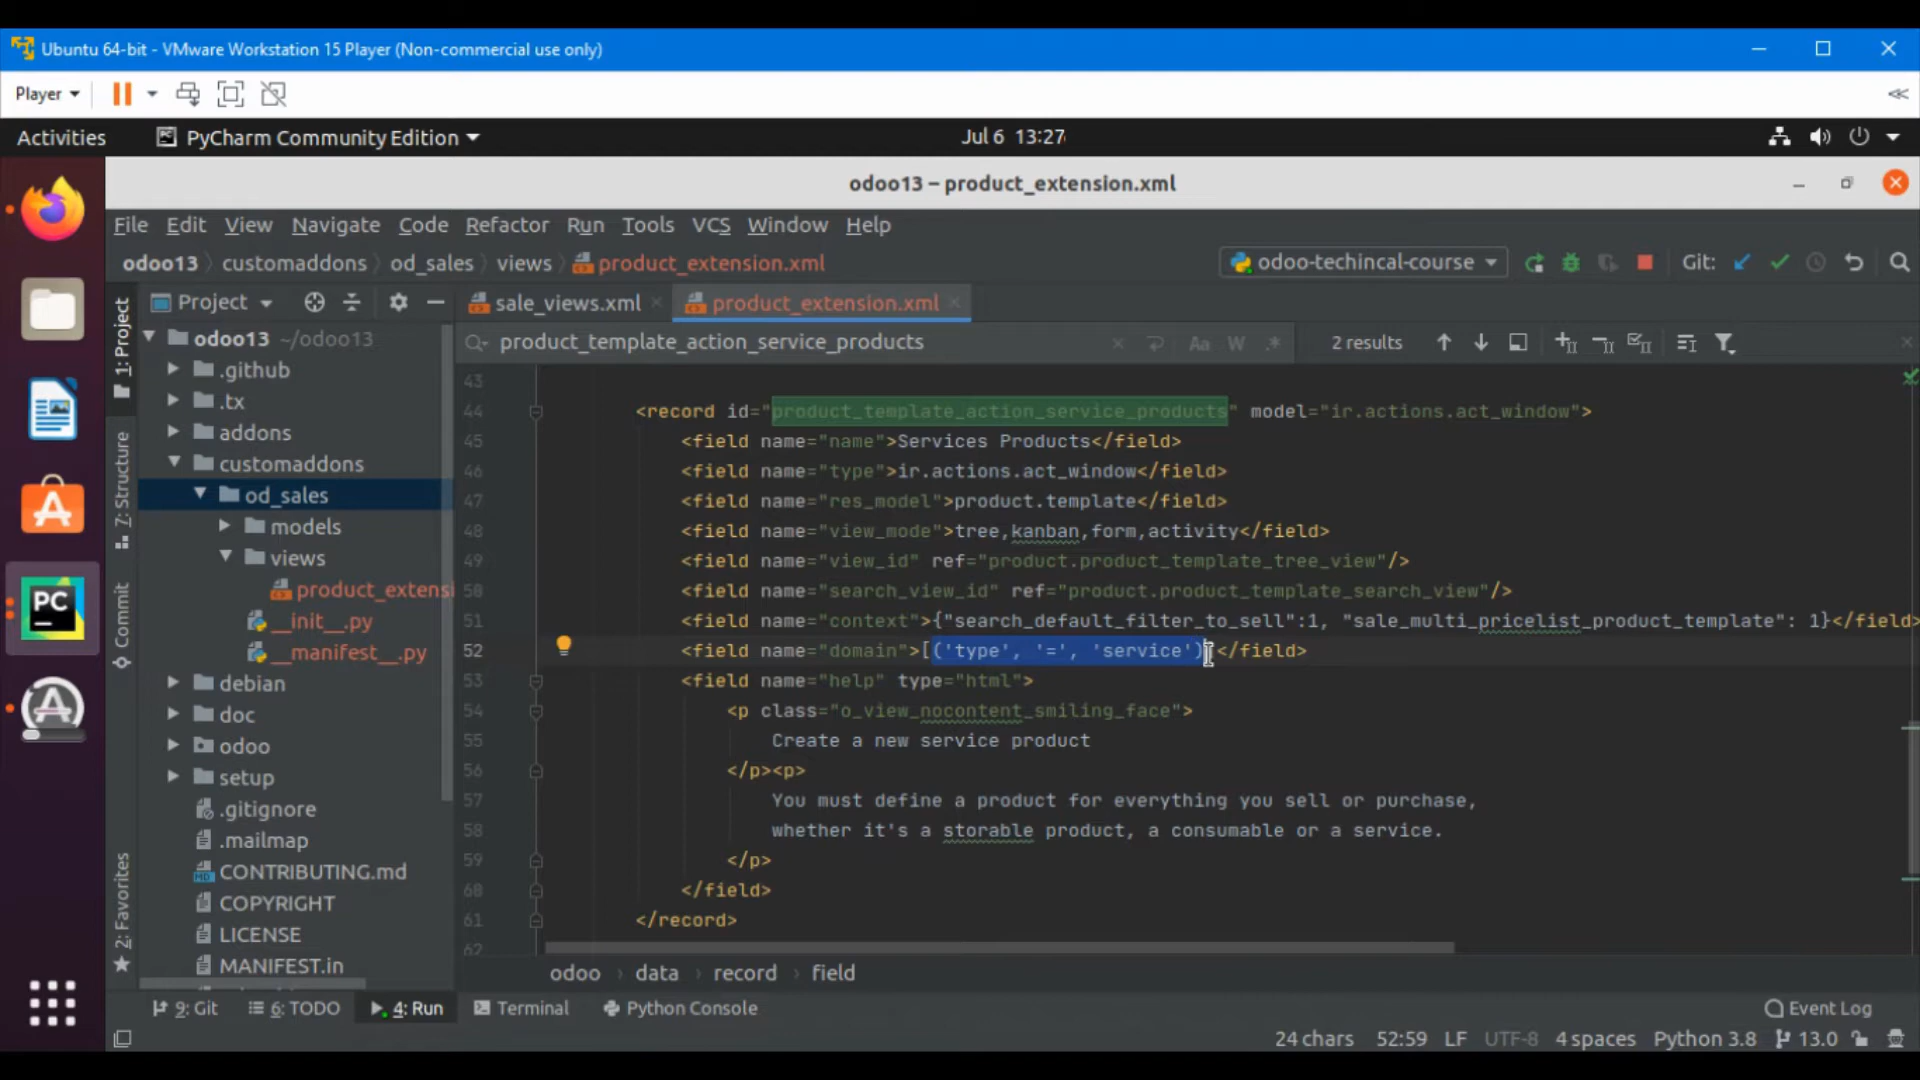 Ubuntu 64-bit - VMware Workstation 15 Player (Non-commercial use only)
Player
Activities PyCharm Community Edition Jul 6 13:27
odoo13 – product_extension.xml
File Edit View Navigate Code Refactor Run Tools VCS Window Help
odoo13 customaddons od_sales views product_extension.xml odoo-techincal-course Git:
Project sale_views.xml product_extension.xml
product_template_action_service_products Aa W .* 2 results
1: Project
7: Structure
Commit
2: Favorites
odoo13 ~/odoo13
.github
.tx
addons
customaddons
od_sales
models
views
product_extensi
__init__.py
__manifest__.py
debian
doc
odoo
setup
.gitignore
.mailmap
CONTRIBUTING.md
COPYRIGHT
LICENSE
MANIFEST.in
43
44 <record id="product_template_action_service_products" model="ir.actions.act_window">
45 <field name="name">Services Products</field>
46 <field name="type">ir.actions.act_window</field>
47 <field name="res_model">product.template</field>
48 <field name="view_mode">tree,kanban,form,activity</field>
49 <field name="view_id" ref="product.product_template_tree_view"/>
50 <field name="search_view_id" ref="product.product_template_search_view"/>
51 <field name="context">{"search_default_filter_to_sell":1, "sale_multi_pricelist_product_template": 1}</field>
52 <field name="domain">[('type', '=', 'service')]</field>
53 <field name="help" type="html">
54 <p class="o_view_nocontent_smiling_face">
55 Create a new service product
56 </p><p>
57 You must define a product for everything you sell or purchase,
58 whether it's a storable product, a consumable or a service.
59 </p>
60 </field>
61 </record>
62
odoo data record field
9: Git 6: TODO 4: Run Terminal Python Console Event Log
24 chars 52:59 LF UTF-8 4 spaces Python 3.8 13.0